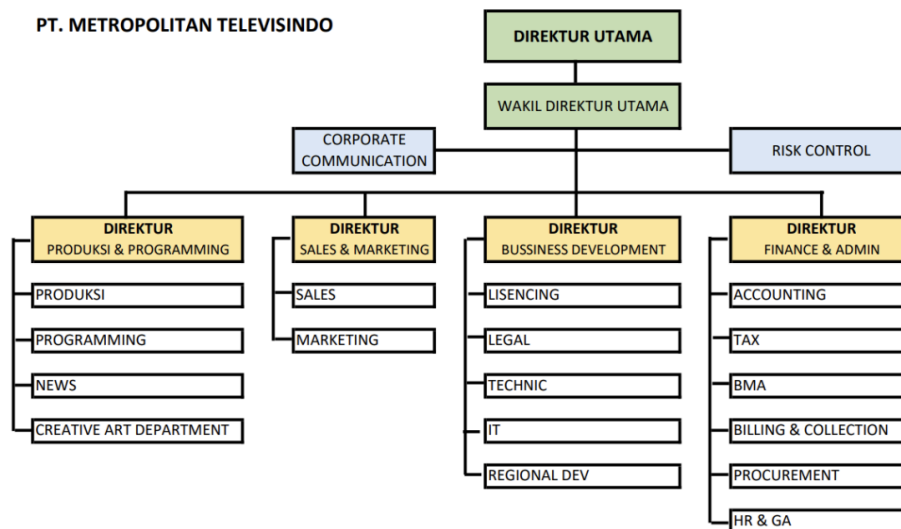 PT. METROPOLITAN TELEVISINDO
DIREKTUR UTAMA
WAKIL DIREKTUR UTAMA
CORPORATE
COMMUNICATION
RISK CONTROL
DIREKTUR
PRODUKSI & PROGRAMMING
PRODUKSI
PROGRAMMING
NEWS
CREATIVE ART DEPARTMENT
DIREKTUR
SALES & MARKETING
SALES
MARKETING
DIREKTUR
BUSSINESS DEVELOPMENT
LISENCING
LEGAL
TECHNIC
IT
REGIONAL DEV
DIREKTUR
FINANCE & ADMIN
ACCOUNTING
TAX
BMA
BILLING & COLLECTION
PROCUREMENT
HR & GA